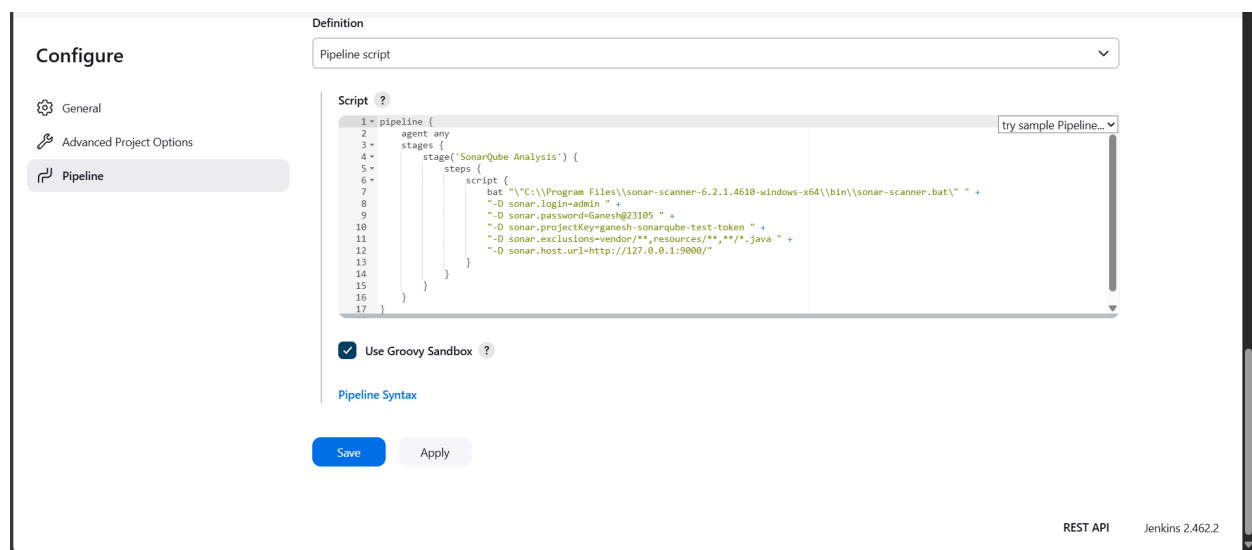 Definition
Configure
Pipeline script
General
Advanced Project Options
Pipeline
Script ?
try sample Pipeline...
1 pipeline {
2 agent any
3 stages {
4 stage('SonarQube Analysis') {
5 steps {
6 script {
7 bat "\"C:\\Program Files\\sonar-scanner-6.2.1.4610-windows-x64\\bin\\sonar-scanner.bat\" " +
8 "-D sonar.login=admin " +
9 "-D sonar.password=Ganesh@23105 " +
10 "-D sonar.projectKey=ganesh-sonarqube-test-token " +
11 "-D sonar.exclusions=vendor/**,resources/**,**/*.java " +
12 "-D sonar.host.url=http://127.0.0.1:9000/"
13 }
14 }
15 }
16 }
17 }
Use Groovy Sandbox ?
Pipeline Syntax
Save
Apply
REST API
Jenkins 2.462.2